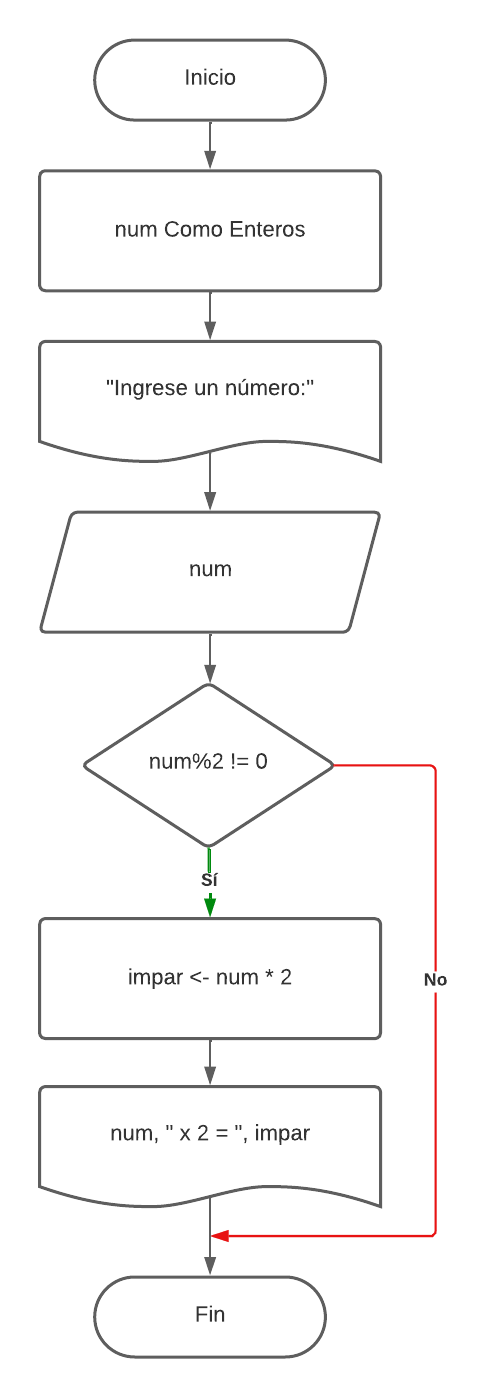 Inicio
num Como Enteros
"Ingrese un número:"
num
num%2 != 0
Sí
impar <- num * 2
No
num, " x 2 = ", impar
Fin